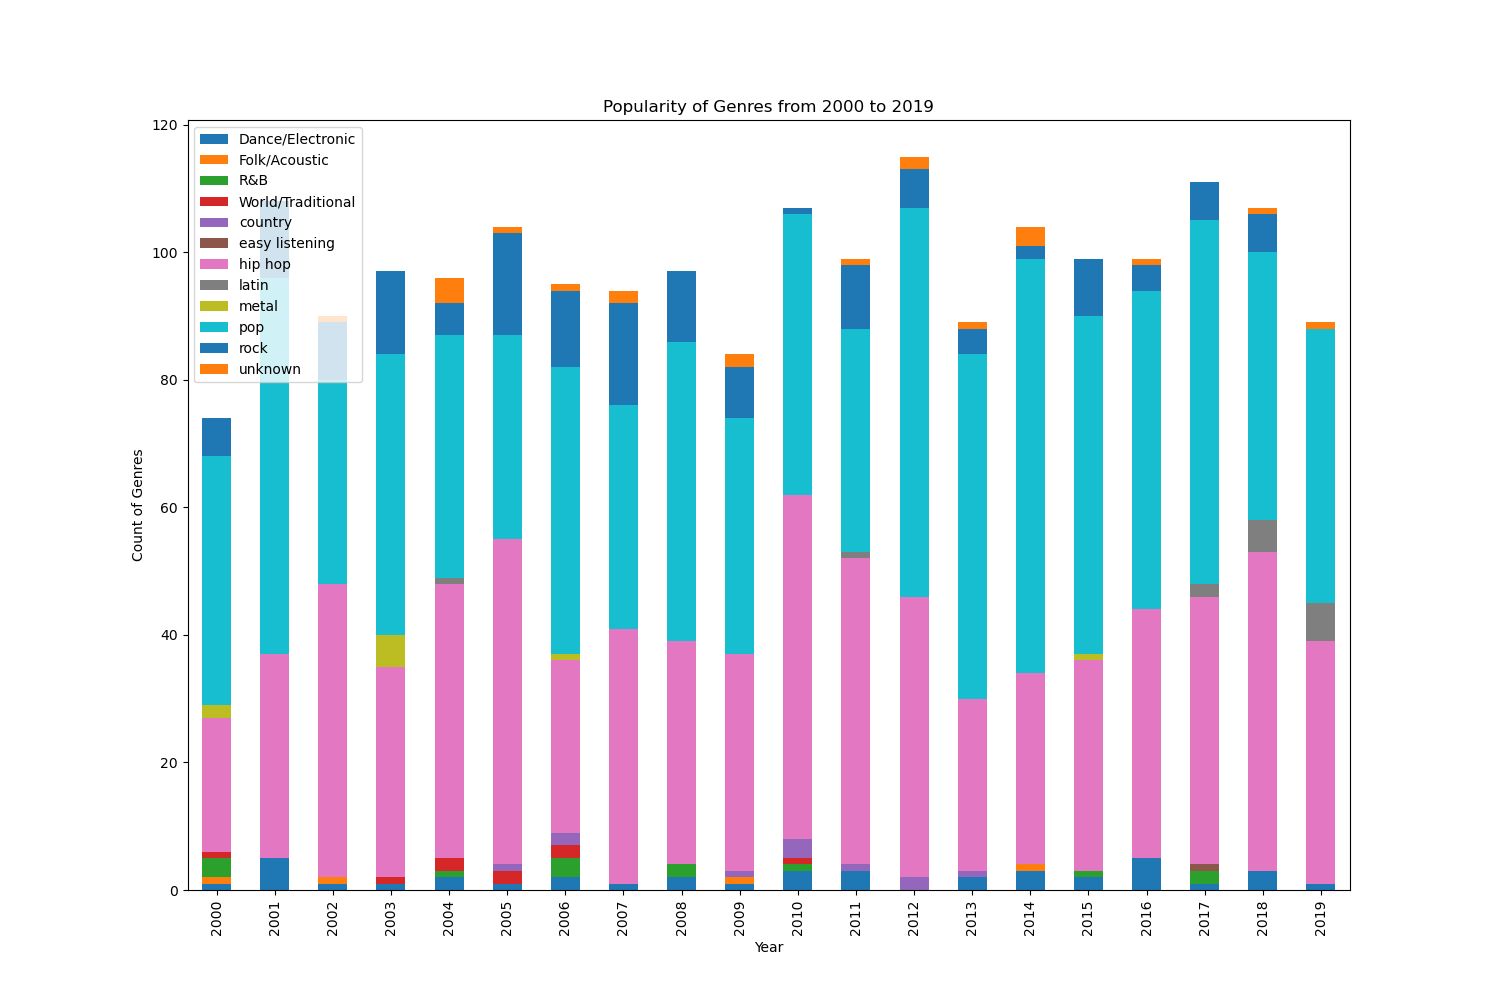 Popularity of Genres from 2000 to 2019
120
100
80
60
40
20
0
Count of Genres
Dance/Electronic
Folk/Acoustic
R&B
World/Traditional
country
easy listening
hip hop
latin
metal
pop
rock
unknown
2000 2001 2002 2003 2004 2005 2006 2007 2008 2009 2010 2011 2012 2013 2014 2015 2016 2017 2018 2019
Year